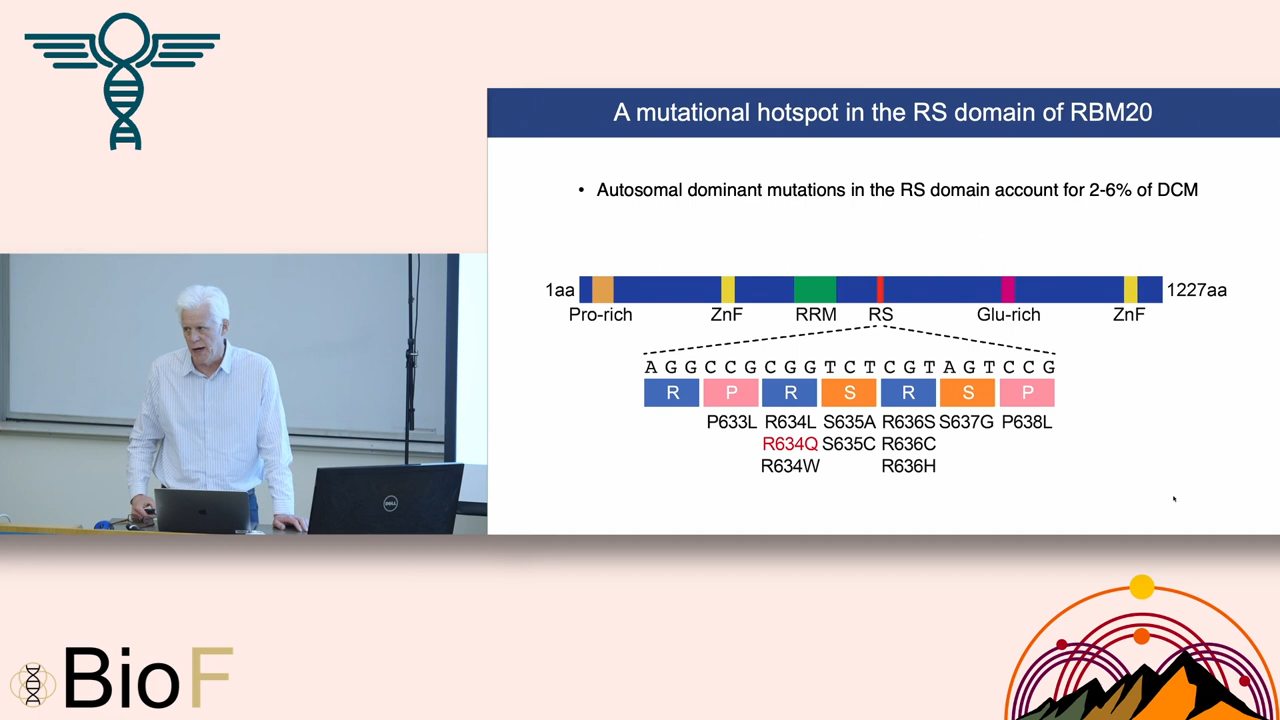 A mutational hotspot in the RS domain of RBM20
• Autosomal dominant mutations in the RS domain account for 2-6% of DCM
1aa 1227aa
Pro-rich ZnF RRM RS Glu-rich ZnF
A G G C C G C G G T C T C G T A G T C C G
R P R S R S P
P633L R634L S635A R636S S637G P638L
R634Q S635C R636C
R634W R636H
DELL
BioF